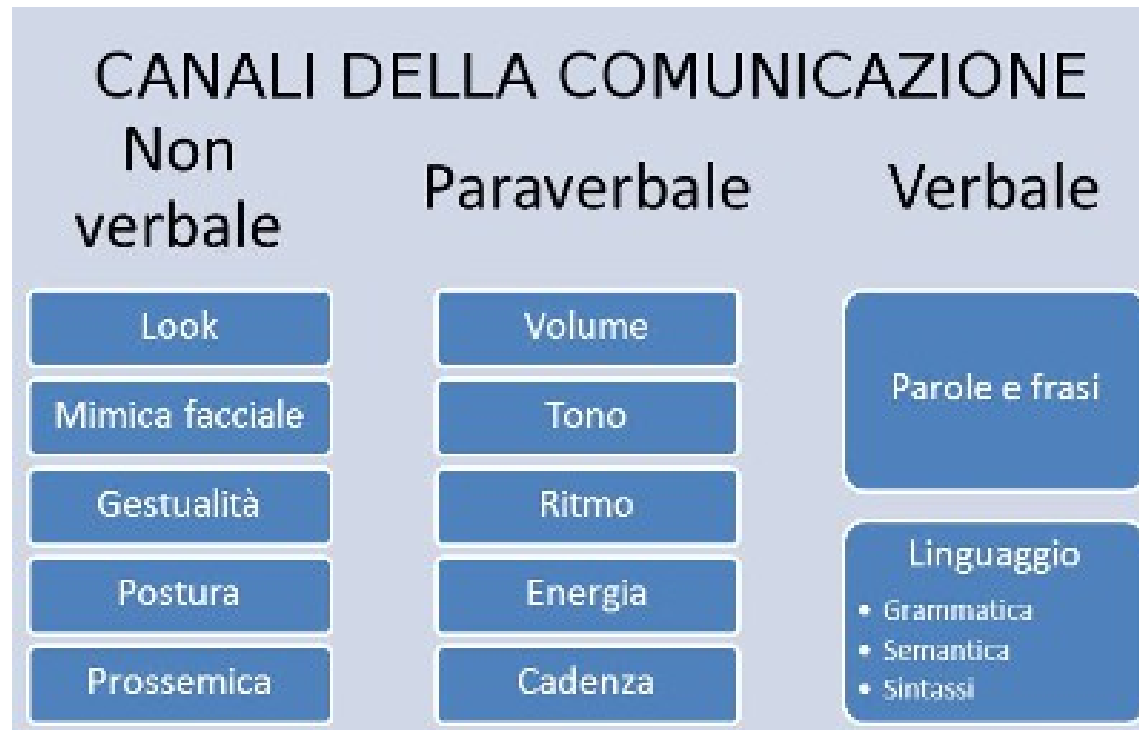 CANALI DELLA COMUNICAZIONE
Non
verbale
Look
Mimica facciale
Gestualità
Postura
Prossemica
Paraverbale
Volume
Tono
Ritmo
Energia
Cadenza
Verbale
Parole e frasi
Linguaggio
• Grammatica
• Semantica
• Sintassi